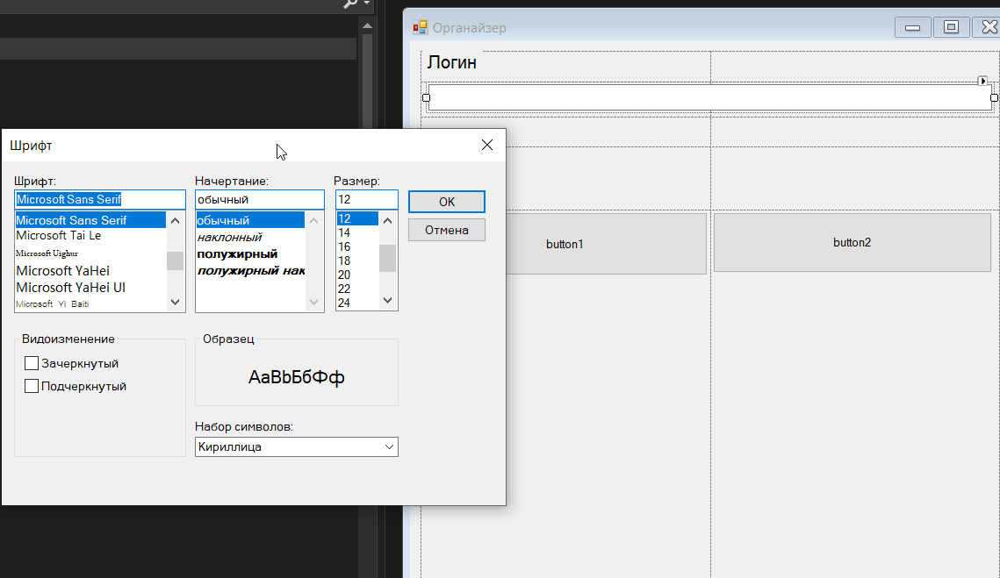 Органайзер
Логин
button1
button2
Шрифт
Шрифт:
Microsoft Sans Serif
Microsoft Sans Serif
Microsoft Tai Le
Microsoft Uighur
Microsoft YaHei
Microsoft YaHei UI
Microsoft Yi Baiti
Начертание:
обычный
обычный
наклонный
полужирный
полужирный нак
Размер:
12
12
14
16
18
20
22
24
OK
Отмена
Видоизменение
Зачеркнутый
Подчеркнутый
Образец
АаBbБбФф
Набор символов:
Кириллица